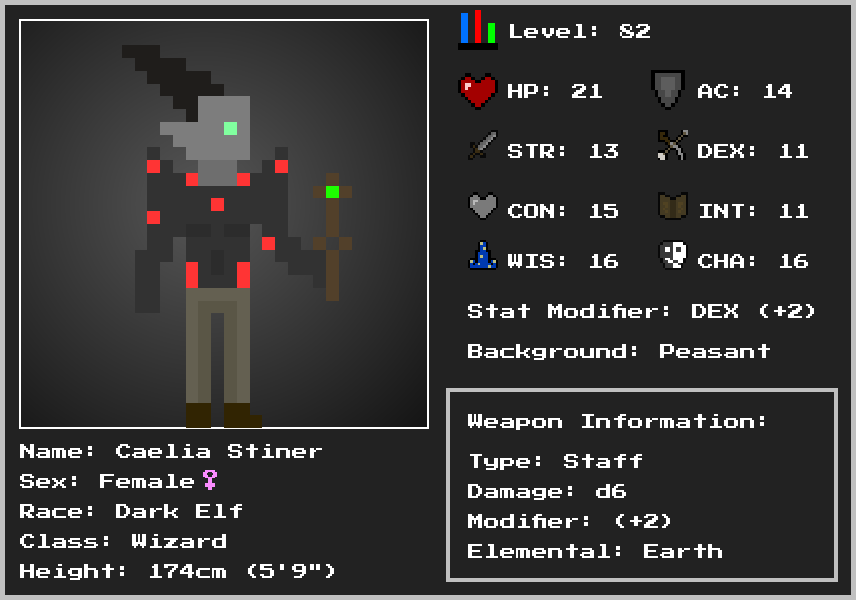 Level: 82
HP: 21 AC: 14
STR: 13 DEX: 11
CON: 15 INT: 11
WIS: 16 CHA: 16
Stat Modifier: DEX (+2)
Background: Peasant
Weapon Information:
Type: Staff
Damage: d6
Modifier: (+2)
Elemental: Earth
Name: Caelia Stiner
Sex: Female♀
Race: Dark Elf
Class: Wizard
Height: 174cm (5'9")